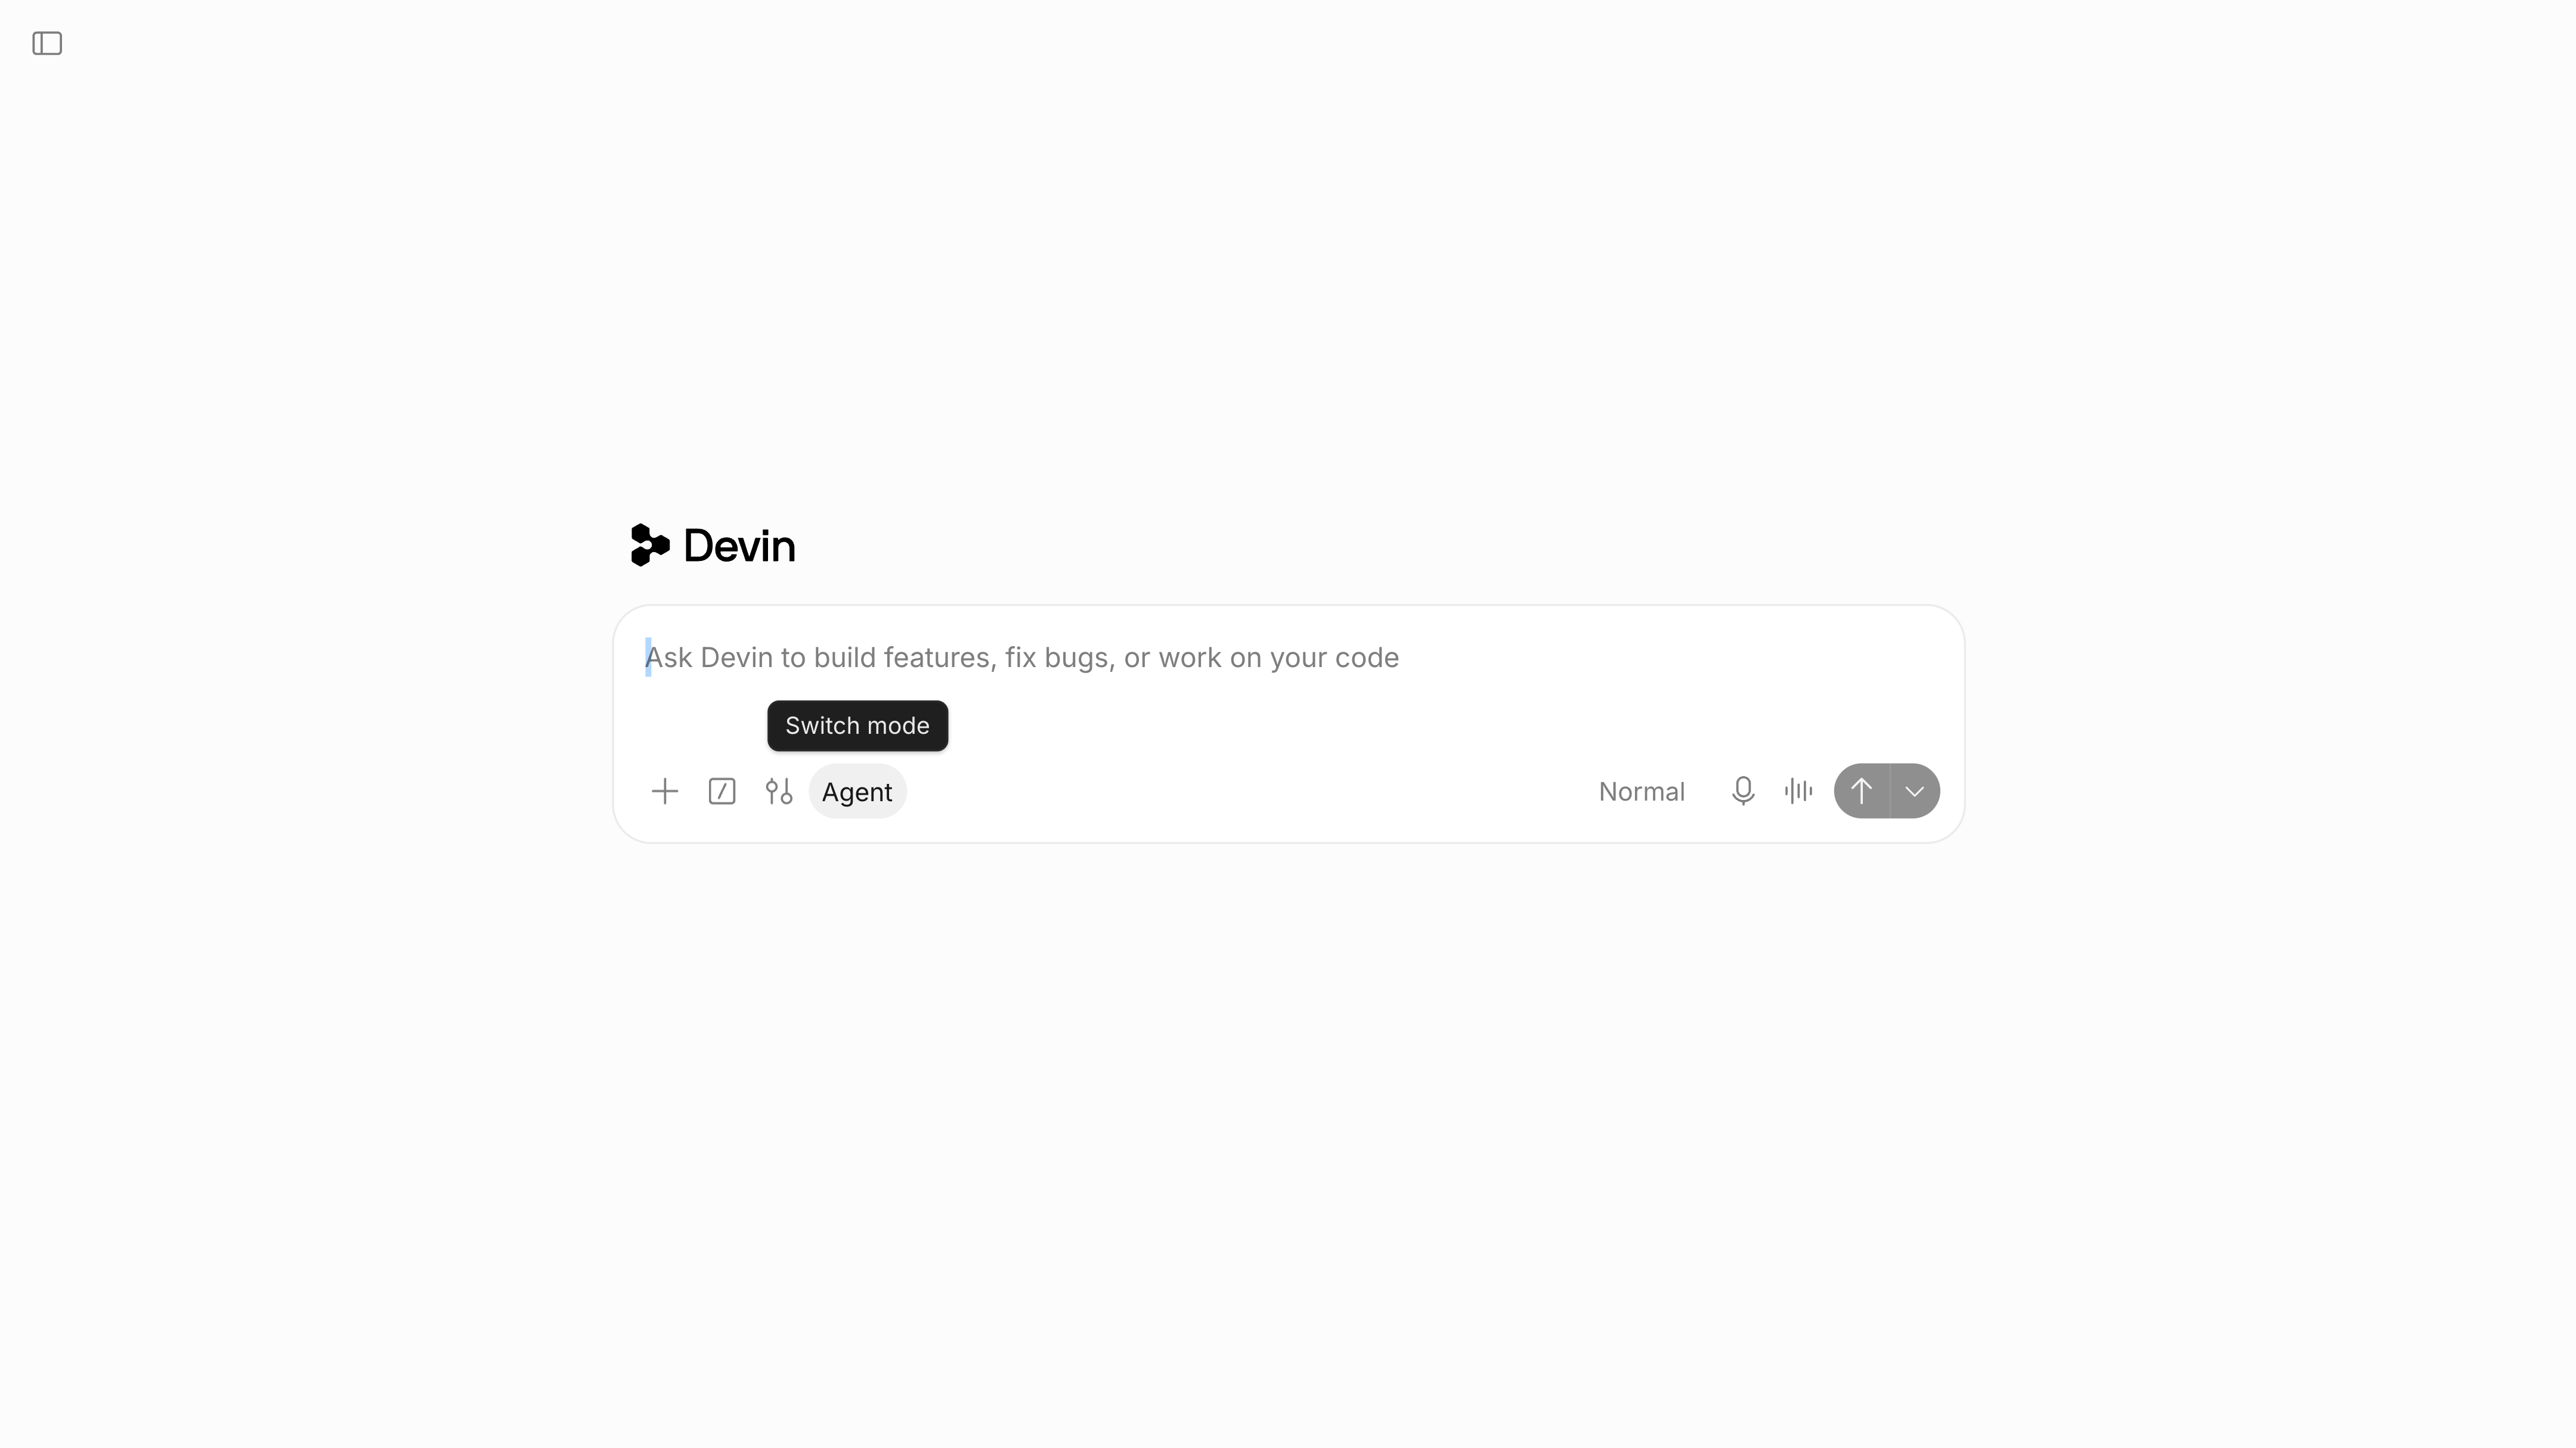 Devin
Ask Devin to build features, fix bugs, or work on your code
Switch mode
Agent
Normal